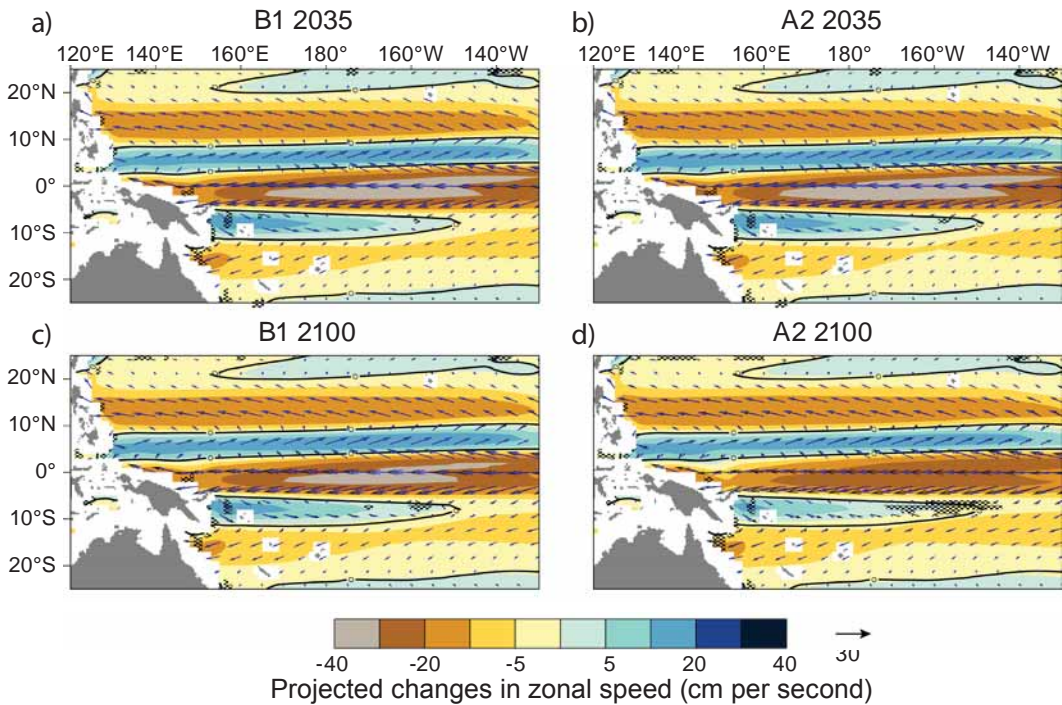 a) B1 2035
120°E 140°E 160°E 180° 160°W 140°W
20°N
10°N
0°
10°S
20°S
b) A2 2035
120°E 140°E 160°E 180° 160°W 140°W
c) B1 2100
20°N
10°N
0°
10°S
20°S
d) A2 2100
-40 -20 -5 5 20 40
30
Projected changes in zonal speed (cm per second)